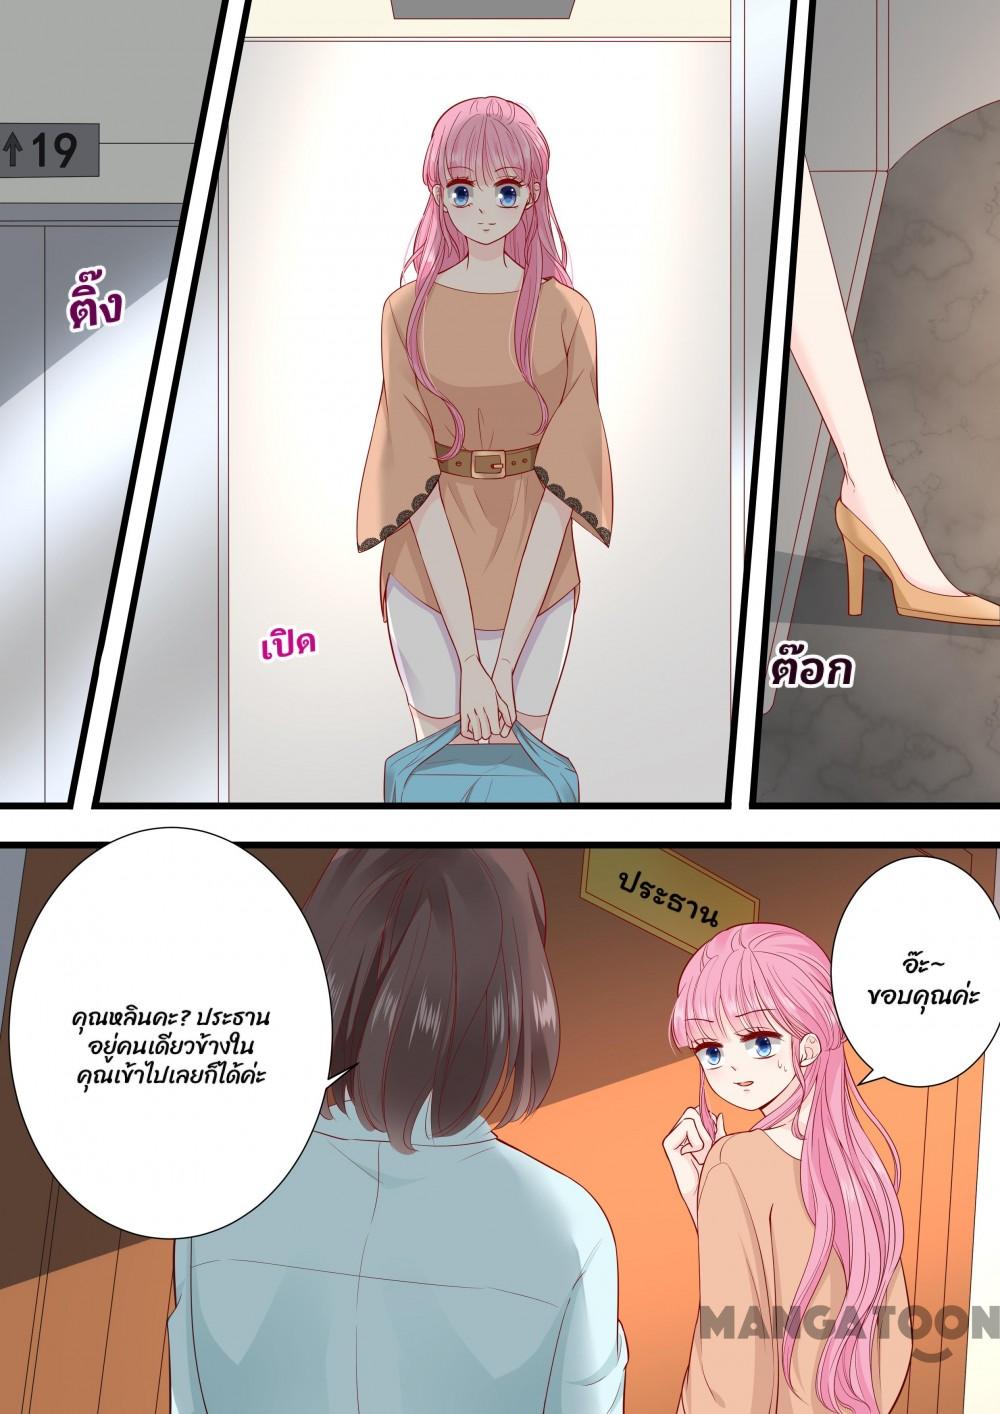 ↑19
ติ๊ง
เปิด
ต๊อก
ประธาน
คุณหลินคะ? ประธาน
อยู่คนเดียวข้างใน
คุณเข้าไปเลยก็ได้ค่ะ
อ๊ะ~
ขอบคุณค่ะ
MANGATOON